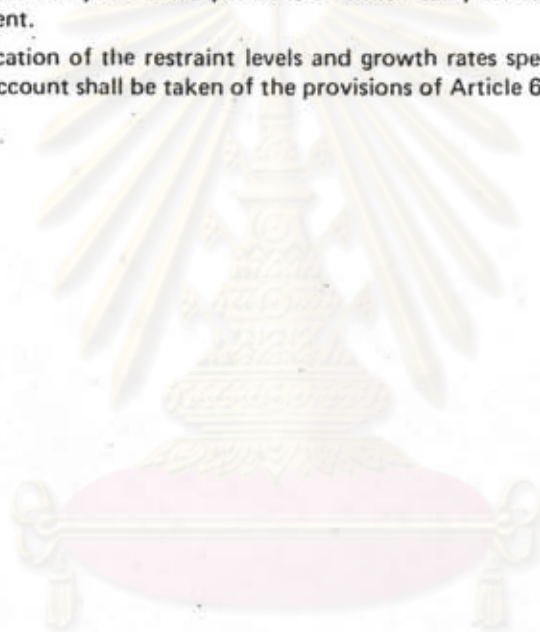 ent.
cation of the restraint levels and growth rates spe
ccount shall be taken of the provisions of Article 6